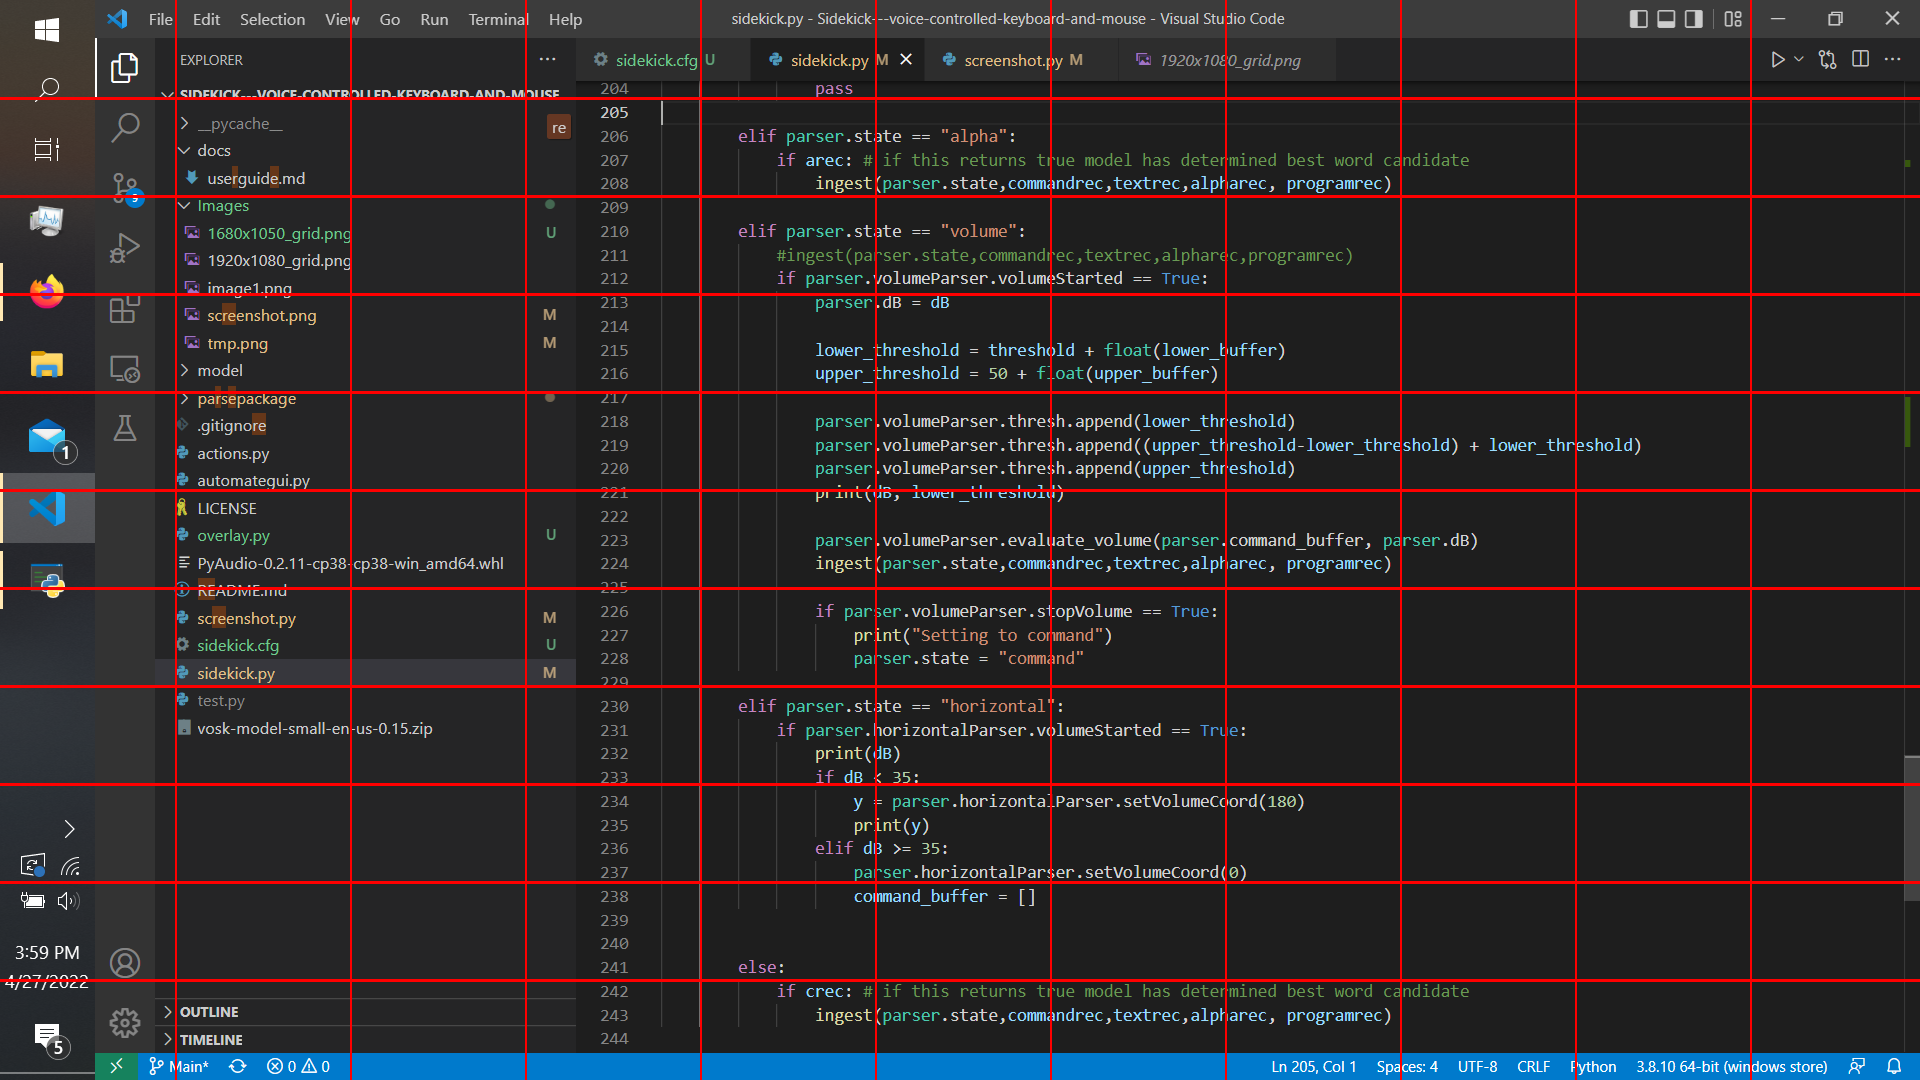 File Edit Selection View Go Run Terminal Help
sidekick.py - Sidekick---voice-controlled-keyboard-and-mouse - Visual Studio Code
EXPLORER
sidekick.cfg U
sidekick.py M
screenshot.py M
1920x1080_grid.png
SIDEKICK---VOICE-CONTROLLED-KEYBOARD-AND-MOUSE
re
__pycache__
docs
userguide.md
Images
1680x1050_grid.png U
1920x1080_grid.png
image1.png
screenshot.png M
tmp.png M
model
parsepackage
.gitignore
actions.py
automategui.py
LICENSE
overlay.py U
PyAudio-0.2.11-cp38-cp38-win_amd64.whl
README.md
screenshot.py M
sidekick.cfg U
sidekick.py M
test.py
vosk-model-small-en-us-0.15.zip
OUTLINE
TIMELINE
204 pass
205
206 elif parser.state == "alpha":
207 if arec: # if this returns true model has determined best word candidate
208 ingest(parser.state,commandrec,textrec,alpharec, programrec)
209
210 elif parser.state == "volume":
211 #ingest(parser.state,commandrec,textrec,alpharec,programrec)
212 if parser.volumeParser.volumeStarted == True:
213 parser.dB = dB
214
215 lower_threshold = threshold + float(lower_buffer)
216 upper_threshold = 50 + float(upper_buffer)
217
218 parser.volumeParser.thresh.append(lower_threshold)
219 parser.volumeParser.thresh.append((upper_threshold-lower_threshold) + lower_threshold)
220 parser.volumeParser.thresh.append(upper_threshold)
221 print(dB, lower_threshold)
222
223 parser.volumeParser.evaluate_volume(parser.command_buffer, parser.dB)
224 ingest(parser.state,commandrec,textrec,alpharec, programrec)
225
226 if parser.volumeParser.stopVolume == True:
227 print("Setting to command")
228 parser.state = "command"
229
230 elif parser.state == "horizontal":
231 if parser.horizontalParser.volumeStarted == True:
232 print(dB)
233 if dB < 35:
234 y = parser.horizontalParser.setVolumeCoord(180)
235 print(y)
236 elif dB >= 35:
237 parser.horizontalParser.setVolumeCoord(0)
238 command_buffer = []
239
240
241 else:
242 if crec: # if this returns true model has determined best word candidate
243 ingest(parser.state,commandrec,textrec,alpharec, programrec)
244
9
1
3:59 PM
4/27/2022
5
Main* 0 0
Ln 205, Col 1 Spaces: 4 UTF-8 CRLF Python 3.8.10 64-bit (windows store)